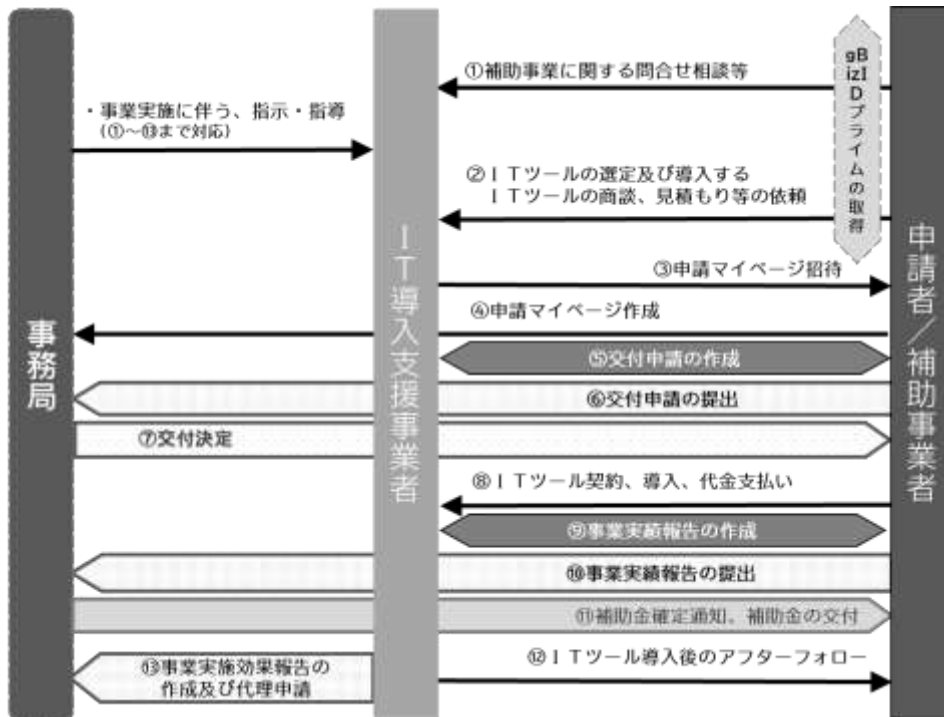 事務局
IT導入支援事業者
申請者／補助事業者
gBizIDプライムの取得
①補助事業に関する問合せ相談等
・事業実施に伴う、指示・指導
(①～⑬まで対応)
②ITツールの選定及び導入する
ITツールの商談、見積もり等の依頼
③申請マイページ招待
④申請マイページ作成
⑤交付申請の作成
⑥交付申請の提出
⑦交付決定
⑧ITツール契約、導入、代金支払い
⑨事業実績報告の作成
⑩事業実績報告の提出
⑪補助金確定通知、補助金の交付
⑫ITツール導入後のアフターフォロー
⑬事業実施効果報告の
作成及び代理申請